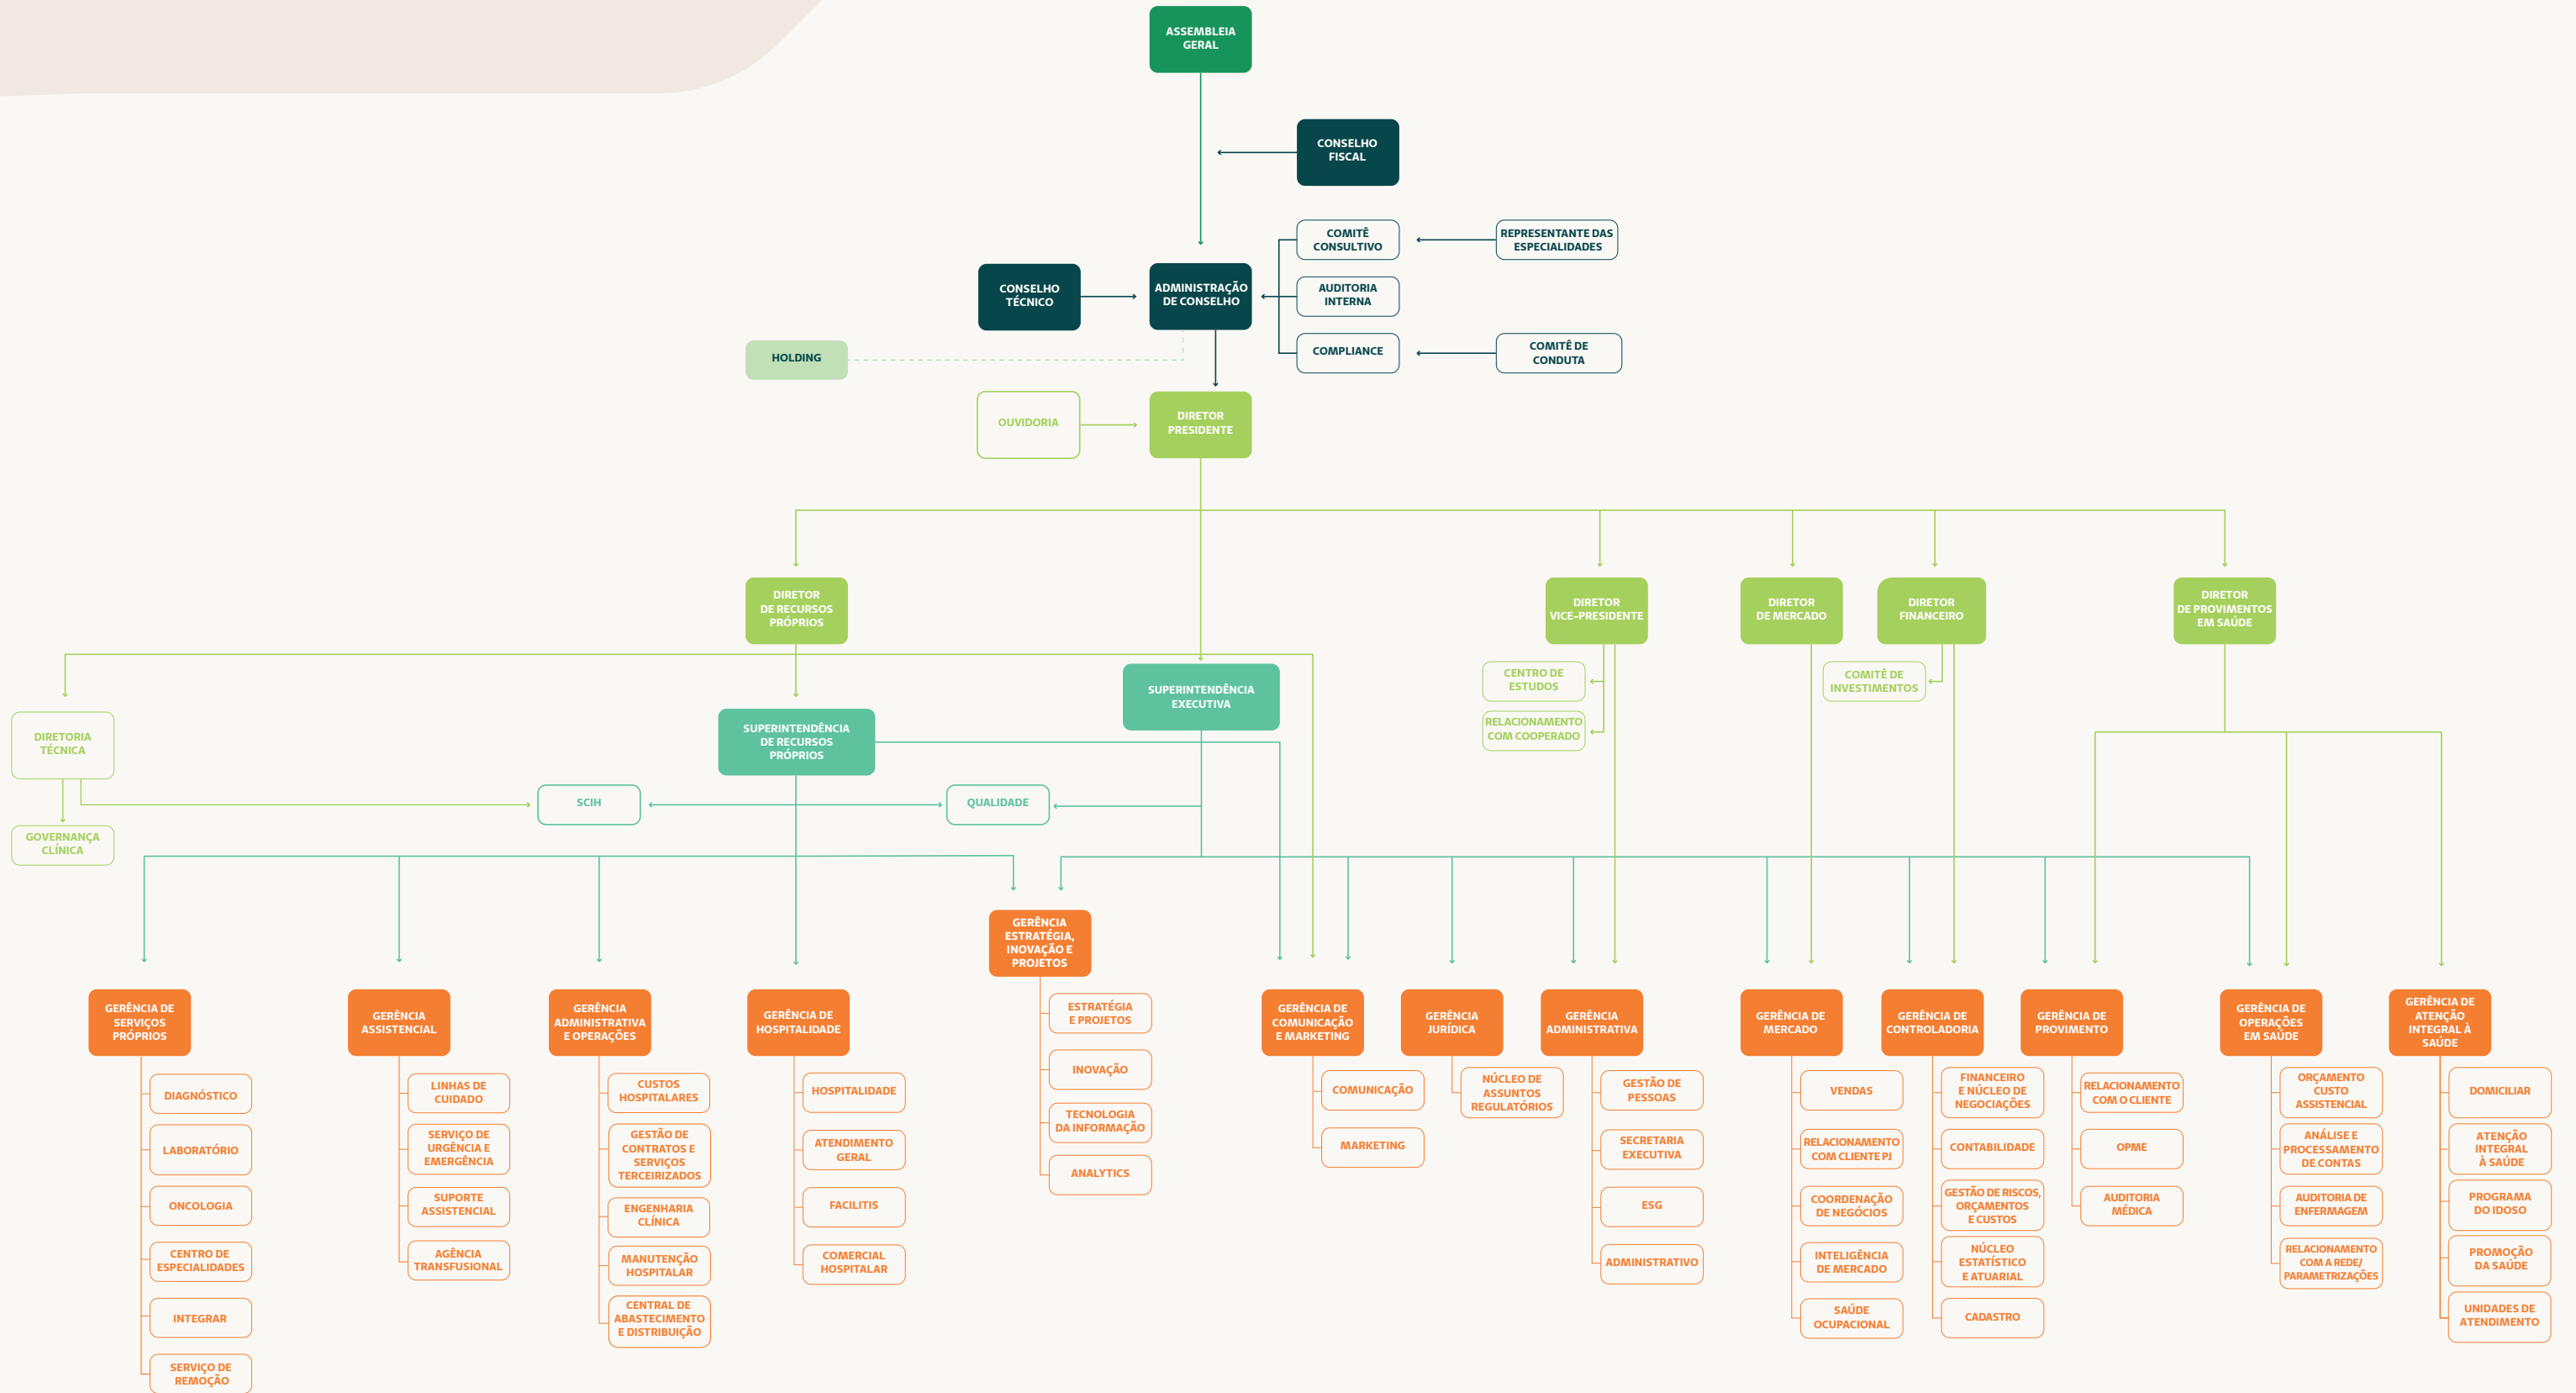 ASSEMBLEIA
GERAL
CONSELHO
FISCAL
COMITÊ
CONSULTIVO
REPRESENTANTE DAS
ESPECIALIDADES
CONSELHO
TÉCNICO
ADMINISTRAÇÃO
DE CONSELHO
AUDITORIA
INTERNA
HOLDING
COMPLIANCE
COMITÊ DE
CONDUTA
OUVIDORIA
DIRETOR
PRESIDENTE
DIRETOR
DE RECURSOS
PRÓPRIOS
DIRETOR
VICE-PRESIDENTE
DIRETOR
DE MERCADO
DIRETOR
FINANCEIRO
DIRETOR
DE PROVIMENTOS
EM SAÚDE
CENTRO DE
ESTUDOS
RELACIONAMENTO
COM COOPERADO
COMITÊ DE
INVESTIMENTOS
SUPERINTENDÊNCIA
EXECUTIVA
DIRETORIA
TÉCNICA
SUPERINTENDÊNCIA
DE RECURSOS
PRÓPRIOS
SCIH
QUALIDADE
GOVERNANÇA
CLÍNICA
GERÊNCIA DE
SERVIÇOS
PRÓPRIOS
DIAGNÓSTICO
LABORATÓRIO
ONCOLOGIA
CENTRO DE
ESPECIALIDADES
INTEGRAR
SERVIÇO DE
REMOÇÃO
GERÊNCIA
ASSISTENCIAL
LINHAS DE
CUIDADO
SERVIÇO DE
URGÊNCIA E
EMERGÊNCIA
SUPORTE
ASSISTENCIAL
AGÊNCIA
TRANSFUSIONAL
GERÊNCIA
ADMINISTRATIVA
E OPERAÇÕES
CUSTOS
HOSPITALARES
GESTÃO DE
CONTRATOS E
SERVIÇOS
TERCEIRIZADOS
ENGENHARIA
CLÍNICA
MANUTENÇÃO
HOSPITALAR
CENTRAL DE
ABASTECIMENTO
E DISTRIBUIÇÃO
GERÊNCIA DE
HOSPITALIDADE
HOSPITALIDADE
ATENDIMENTO
GERAL
FACILITIS
COMERCIAL
HOSPITALAR
GERÊNCIA
ESTRATÉGIA,
INOVAÇÃO E
PROJETOS
ESTRATÉGIA
E PROJETOS
INOVAÇÃO
TECNOLOGIA
DA INFORMAÇÃO
ANALYTICS
GERÊNCIA DE
COMUNICAÇÃO
E MARKETING
COMUNICAÇÃO
MARKETING
GERÊNCIA
JURÍDICA
NÚCLEO DE
ASSUNTOS
REGULATÓRIOS
GERÊNCIA
ADMINISTRATIVA
GESTÃO DE
PESSOAS
SECRETARIA
EXECUTIVA
ESG
ADMINISTRATIVO
GERÊNCIA DE
MERCADO
VENDAS
RELACIONAMENTO
COM CLIENTE PJ
COORDENAÇÃO
DE NEGÓCIOS
INTELIGÊNCIA
DE MERCADO
SAÚDE
OCUPACIONAL
GERÊNCIA DE
CONTROLADORIA
FINANCEIRO
E NÚCLEO DE
NEGOCIAÇÕES
CONTABILIDADE
GESTÃO DE RISCOS,
ORÇAMENTOS
E CUSTOS
NÚCLEO
ESTATÍSTICO
E ATUARIAL
CADASTRO
GERÊNCIA DE
PROVIMENTO
RELACIONAMENTO
COM O CLIENTE
OPME
AUDITORIA
MÉDICA
GERÊNCIA DE
OPERAÇÕES
EM SAÚDE
ORÇAMENTO
CUSTO
ASSISTENCIAL
ANÁLISE E
PROCESSAMENTO
DE CONTAS
AUDITORIA DE
ENFERMAGEM
RELACIONAMENTO
COM A REDE/
PARAMETRIZAÇÕES
GERÊNCIA DE
ATENÇÃO
INTEGRAL À
SAÚDE
DOMICILIAR
ATENÇÃO
INTEGRAL
À SAÚDE
PROGRAMA
DO IDOSO
PROMOÇÃO
DA SAÚDE
UNIDADES DE
ATENDIMENTO